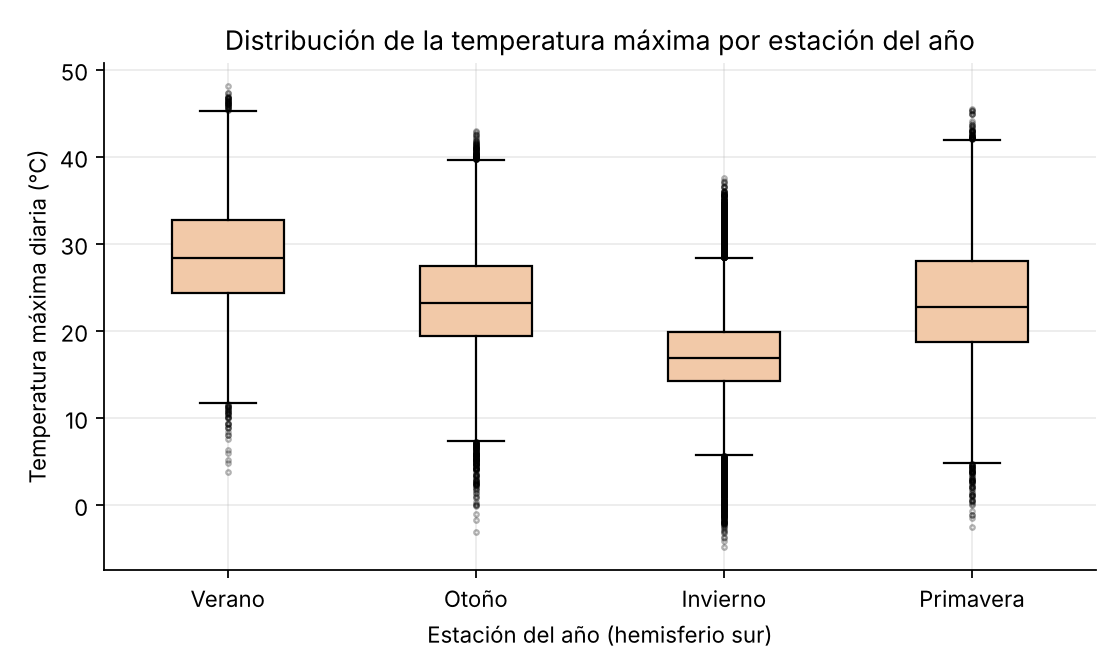 Distribución de la temperatura máxima por estación del año
Temperatura máxima diaria (°C)
50
40
30
20
10
0
Verano
Otoño
Invierno
Primavera
Estación del año (hemisferio sur)